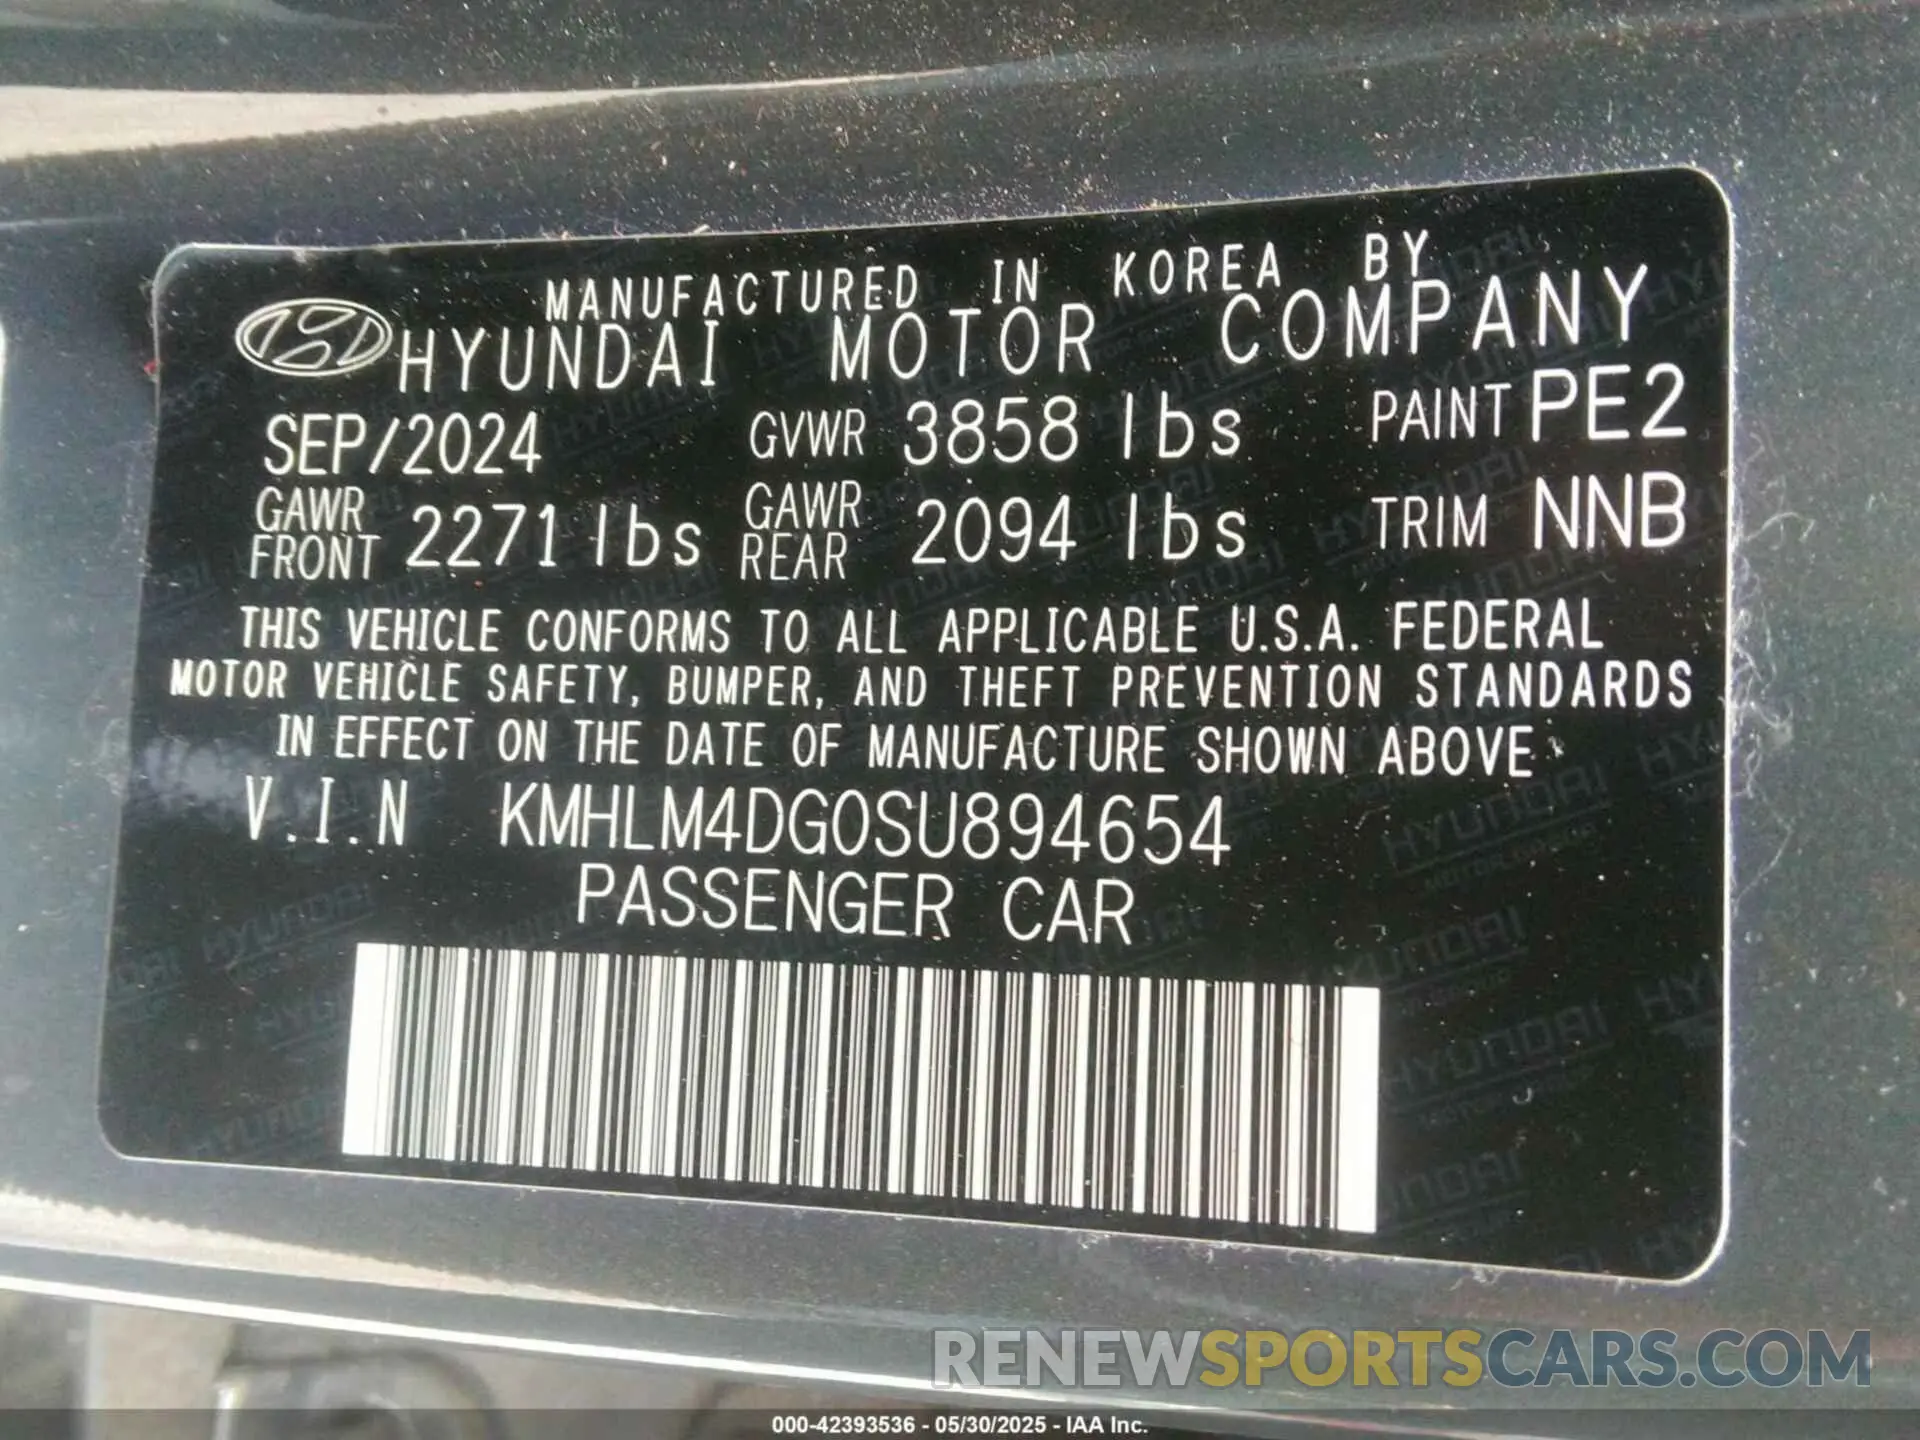 MANUFACTURED IN KOREA BY
HYUNDAI MOTOR COMPANY
SEP/2024 GVWR 3858 lbs PAINT PE2
GAWR FRONT 2271 lbs GAWR REAR 2094 lbs TRIM NNB
THIS VEHICLE CONFORMS TO ALL APPLICABLE U.S.A. FEDERAL
MOTOR VEHICLE SAFETY, BUMPER, AND THEFT PREVENTION STANDARDS
IN EFFECT ON THE DATE OF MANUFACTURE SHOWN ABOVE
V.I.N KMHLM4DG0SU894654
PASSENGER CAR
RENEWSPORTSCARS.COM
000-42393536 - 05/30/2025 - IAA Inc.